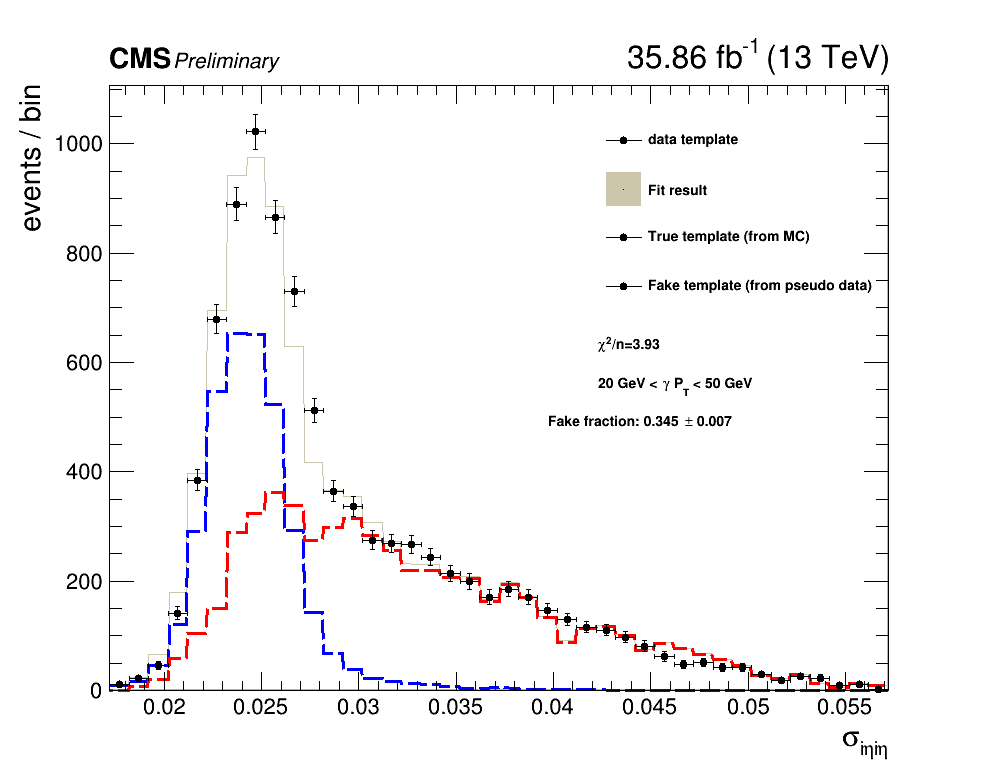 CMS Preliminary 35.86 fb⁻¹ (13 TeV)
events / bin
1000
800
600
400
200
0
data template
Fit result
True template (from MC)
Fake template (from pseudo data)
χ²/n=3.93
20 GeV < γ P_T < 50 GeV
Fake fraction: 0.345 ± 0.007
0.02 0.025 0.03 0.035 0.04 0.045 0.05 0.055
σ_iηiη